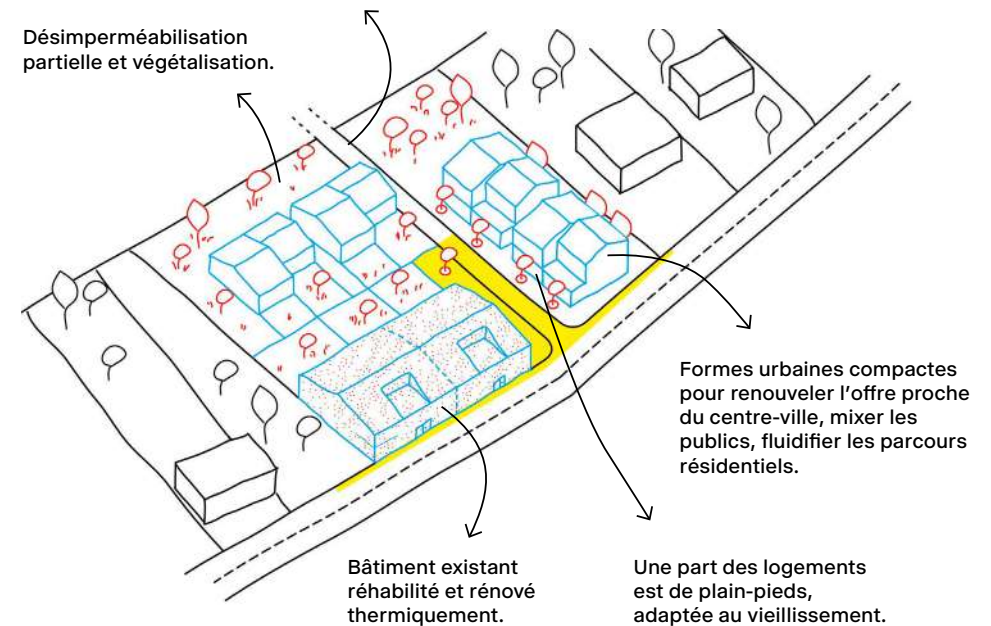 Désimperméabilisation
partielle et végétalisation.
Formes urbaines compactes
pour renouveler l’offre proche
du centre-ville, mixer les
publics, fluidifier les parcours
résidentiels.
Bâtiment existant
réhabilité et rénové
thermiquement.
Une part des logements
est de plain-pieds,
adaptée au vieillissement.